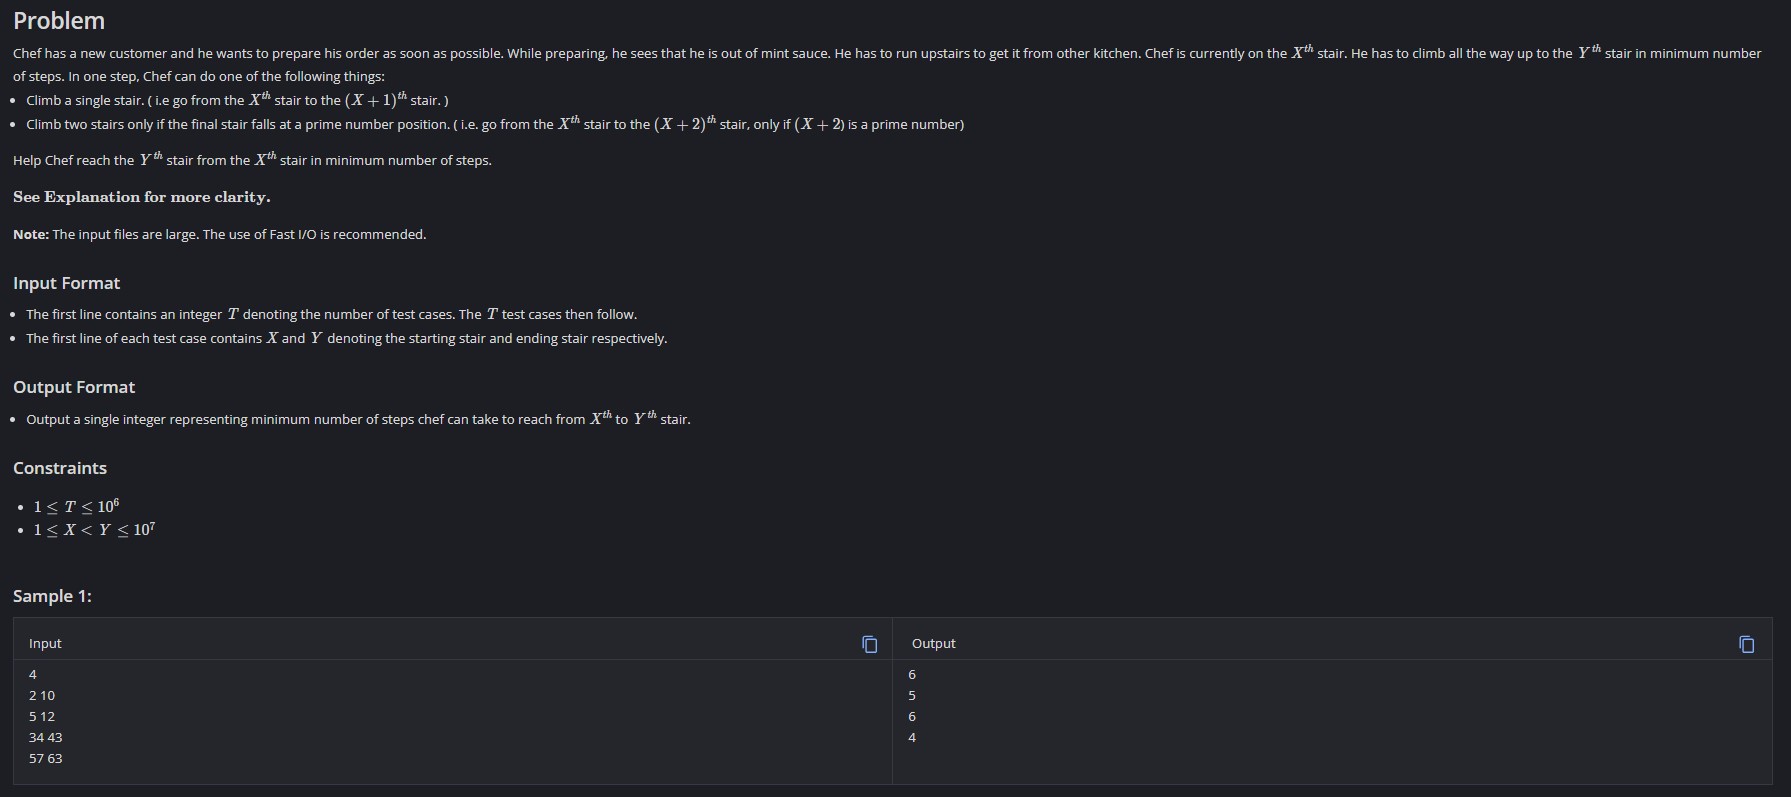 Problem
Chef has a new customer and he wants to prepare his order as soon as possible. While preparing, he sees that he is out of mint sauce. He has to run upstairs to get it from other kitchen. Chef is currently on the X^th stair. He has to climb all the way up to the Y^th stair in minimum number
of steps. In one step, Chef can do one of the following things:
• Climb a single stair. ( i.e go from the X^th stair to the (X + 1)^th stair. )
• Climb two stairs only if the final stair falls at a prime number position. ( i.e. go from the X^th stair to the (X + 2)^th stair, only if (X + 2) is a prime number)
Help Chef reach the Y^th stair from the X^th stair in minimum number of steps.
See Explanation for more clarity.
Note: The input files are large. The use of Fast I/O is recommended.
Input Format
• The first line contains an integer T denoting the number of test cases. The T test cases then follow.
• The first line of each test case contains X and Y denoting the starting stair and ending stair respectively.
Output Format
• Output a single integer representing minimum number of steps chef can take to reach from X^th to Y^th stair.
Constraints
• 1 ≤ T ≤ 10^6
• 1 ≤ X < Y ≤ 10^7
Sample 1:
Input
4
2 10
5 12
34 43
57 63
Output
6
5
6
4